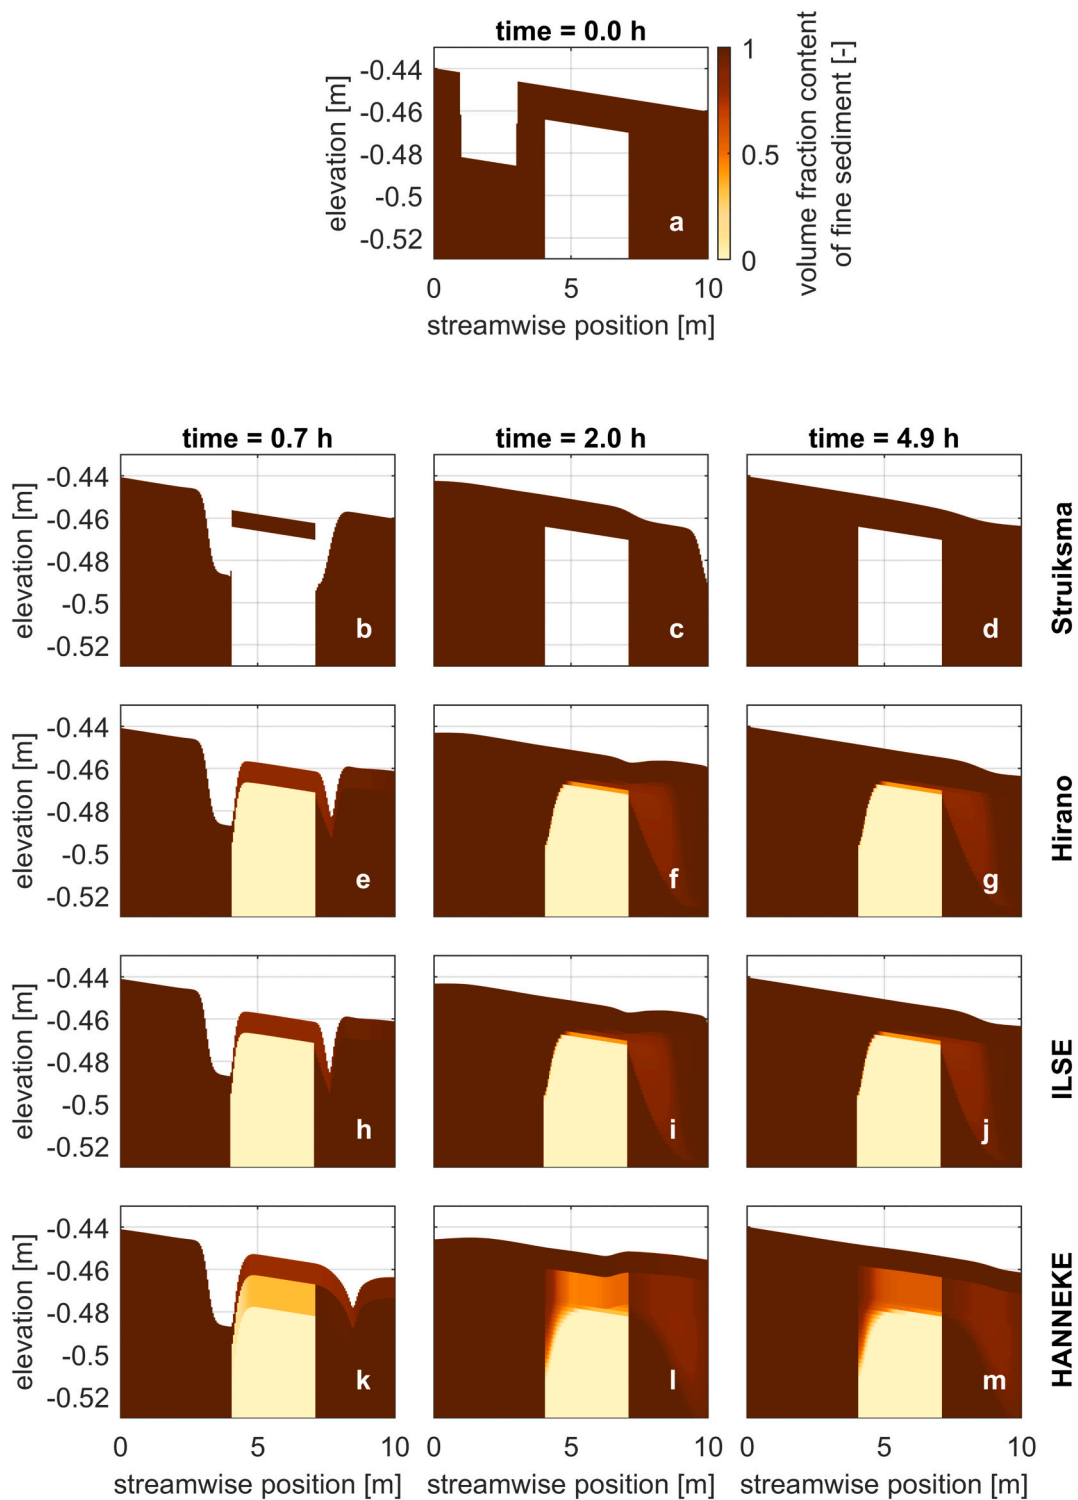 time = 0.0 h
elevation [m]
-0.44
-0.46
-0.48
-0.5
-0.52
a
0 5 10
streamwise position [m]
1
0.5
0
volume fraction content
of fine sediment [-]
time = 0.7 h time = 2.0 h time = 4.9 h
elevation [m]
-0.44
-0.46
-0.48
-0.5
-0.52
b c d
Struiksma
elevation [m]
-0.44
-0.46
-0.48
-0.5
-0.52
e f g
Hirano
elevation [m]
-0.44
-0.46
-0.48
-0.5
-0.52
h i j
ILSE
elevation [m]
-0.44
-0.46
-0.48
-0.5
-0.52
k l m
HANNEKE
0 5 10 0 5 10 0 5 10
streamwise position [m] streamwise position [m] streamwise position [m]